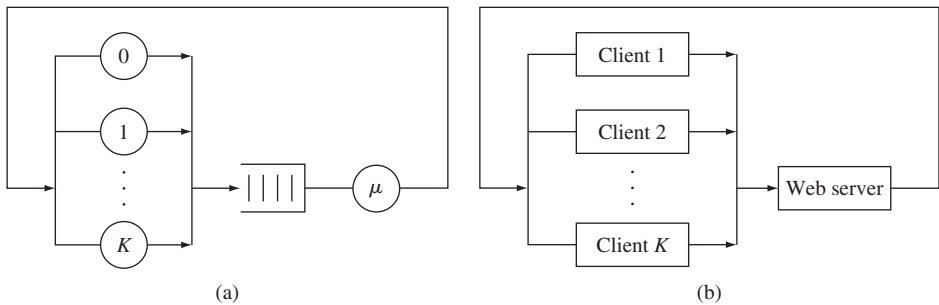 0
1
K
μ
(a)
Client 1
Client 2
Client K
Web server
(b)